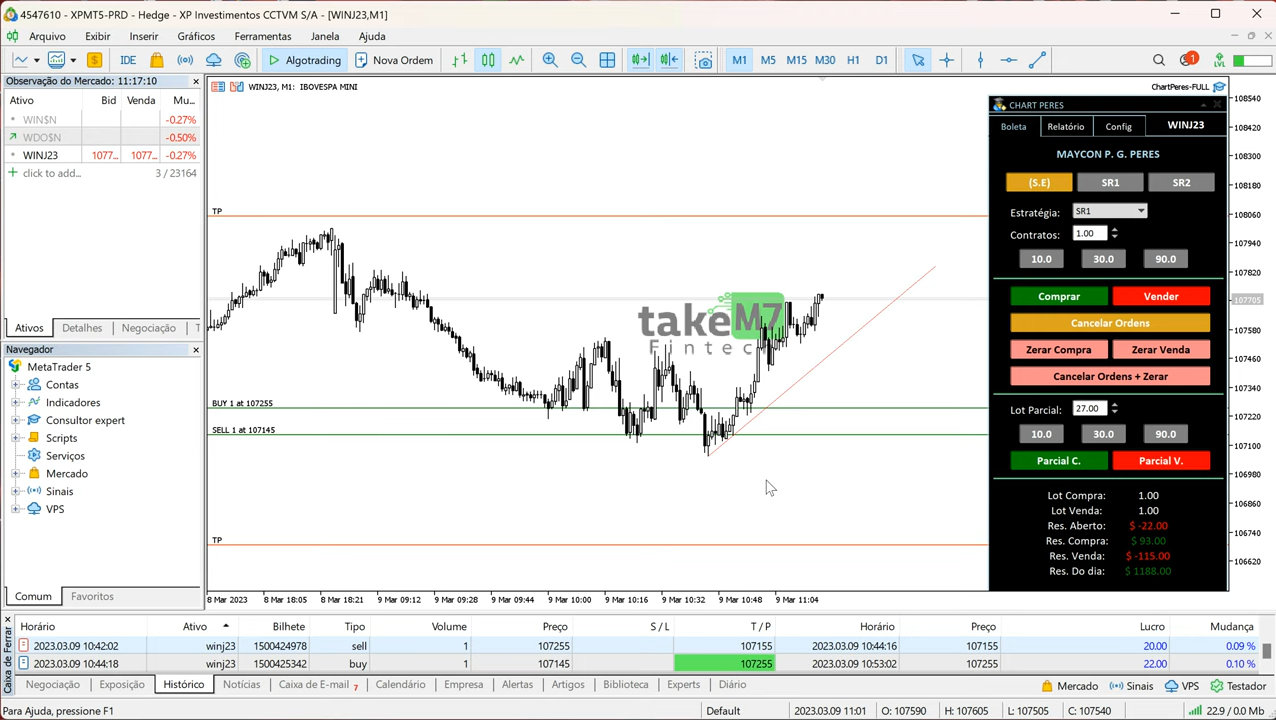 4547610 - XPMT5-PRD - Hedge - XP Investimentos CCTVM S/A - [WINJ23,M1]
Arquivo Exibir Inserir Gráficos Ferramentas Janela Ajuda
IDE Algotrading Nova Ordem M1 M5 M15 M30 H1 D1 1 LVL
Observação do Mercado: 11:17:10
Ativo Bid Venda Mu...
WIN$N -0.27%
WDO$N -0.50%
WINJ23 1077... 1077... -0.27%
click to add... 3 / 23164
Ativos Detalhes Negociação T
Navegador
MetaTrader 5
Contas
Indicadores
Consultor expert
Scripts
Serviços
Mercado
Sinais
VPS
Comum Favoritos
WINJ23, M1: IBOVESPA MINI
ChartPeres-FULL
TP
BUY 1 at 107255
SELL 1 at 107145
TP
takeM7
Fintech
8 Mar 2023 8 Mar 18:05 8 Mar 18:21 9 Mar 09:12 9 Mar 09:28 9 Mar 09:44 9 Mar 10:00 9 Mar 10:16 9 Mar 10:32 9 Mar 10:48 9 Mar 11:04
CHART PERES
Boleta Relatório Config WINJ23
MAYCON P. G. PERES
(S.E) SR1 SR2
Estratégia: SR1
Contratos: 1.00
10.0 30.0 90.0
Comprar Vender
Cancelar Ordens
Zerar Compra Zerar Venda
Cancelar Ordens + Zerar
Lot Parcial: 27.00
10.0 30.0 90.0
Parcial C. Parcial V.
Lot Compra: 1.00
Lot Venda: 1.00
Res. Aberto: $ -22.00
Res. Compra: $ 93.00
Res. Venda: $ -115.00
Res. Do dia: $ 1188.00
108540
108420
108300
108180
108060
107940
107820
107705
107580
107460
107340
107220
107100
106980
106860
106740
106620
Caixa de Ferrar
Horário Ativo Bilhete Tipo Volume Preço S / L T / P Horário Preço Lucro Mudança
2023.03.09 10:42:02 winj23 1500424978 sell 1 107255 107155 2023.03.09 10:44:16 107155 20.00 0.09 %
2023.03.09 10:44:18 winj23 1500425342 buy 1 107145 107255 2023.03.09 10:53:02 107255 22.00 0.10 %
Negociação Exposição Histórico Notícias Caixa de E-mail 7 Calendário Empresa Alertas Artigos Biblioteca Experts Diário
Mercado Sinais VPS Testador
Para Ajuda, pressione F1 Default 2023.03.09 11:01 O: 107590 H: 107605 L: 107505 C: 107540 22.9 / 0.0 Mb